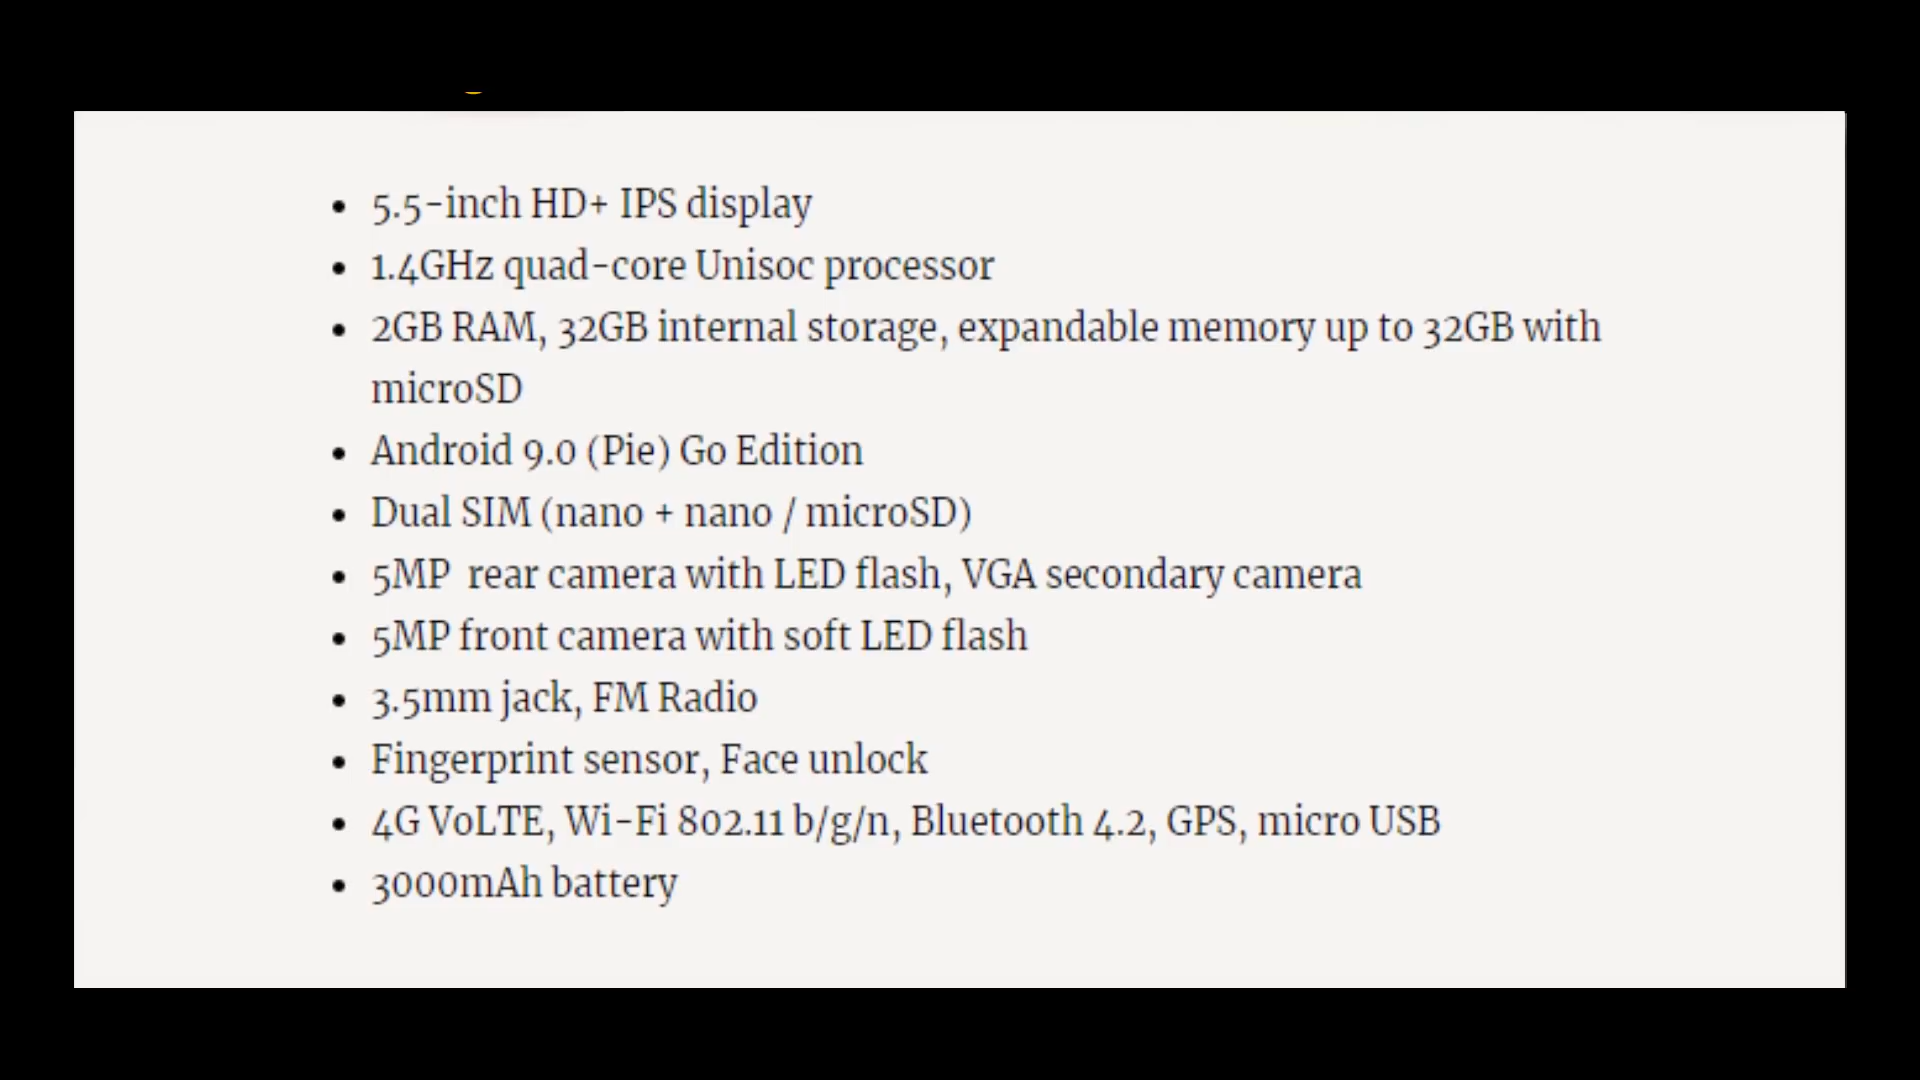 5.5-inch HD+ IPS display
1.4GHz quad-core Unisoc processor
2GB RAM, 32GB internal storage, expandable memory up to 32GB with
microSD
Android 9.0 (Pie) Go Edition
Dual SIM (nano + nano / microSD)
5MP  rear camera with LED flash, VGA secondary camera
5MP front camera with soft LED flash
3.5mm jack, FM Radio
Fingerprint sensor, Face unlock
4G VoLTE, Wi-Fi 802.11 b/g/n, Bluetooth 4.2, GPS, micro USB
3000mAh battery